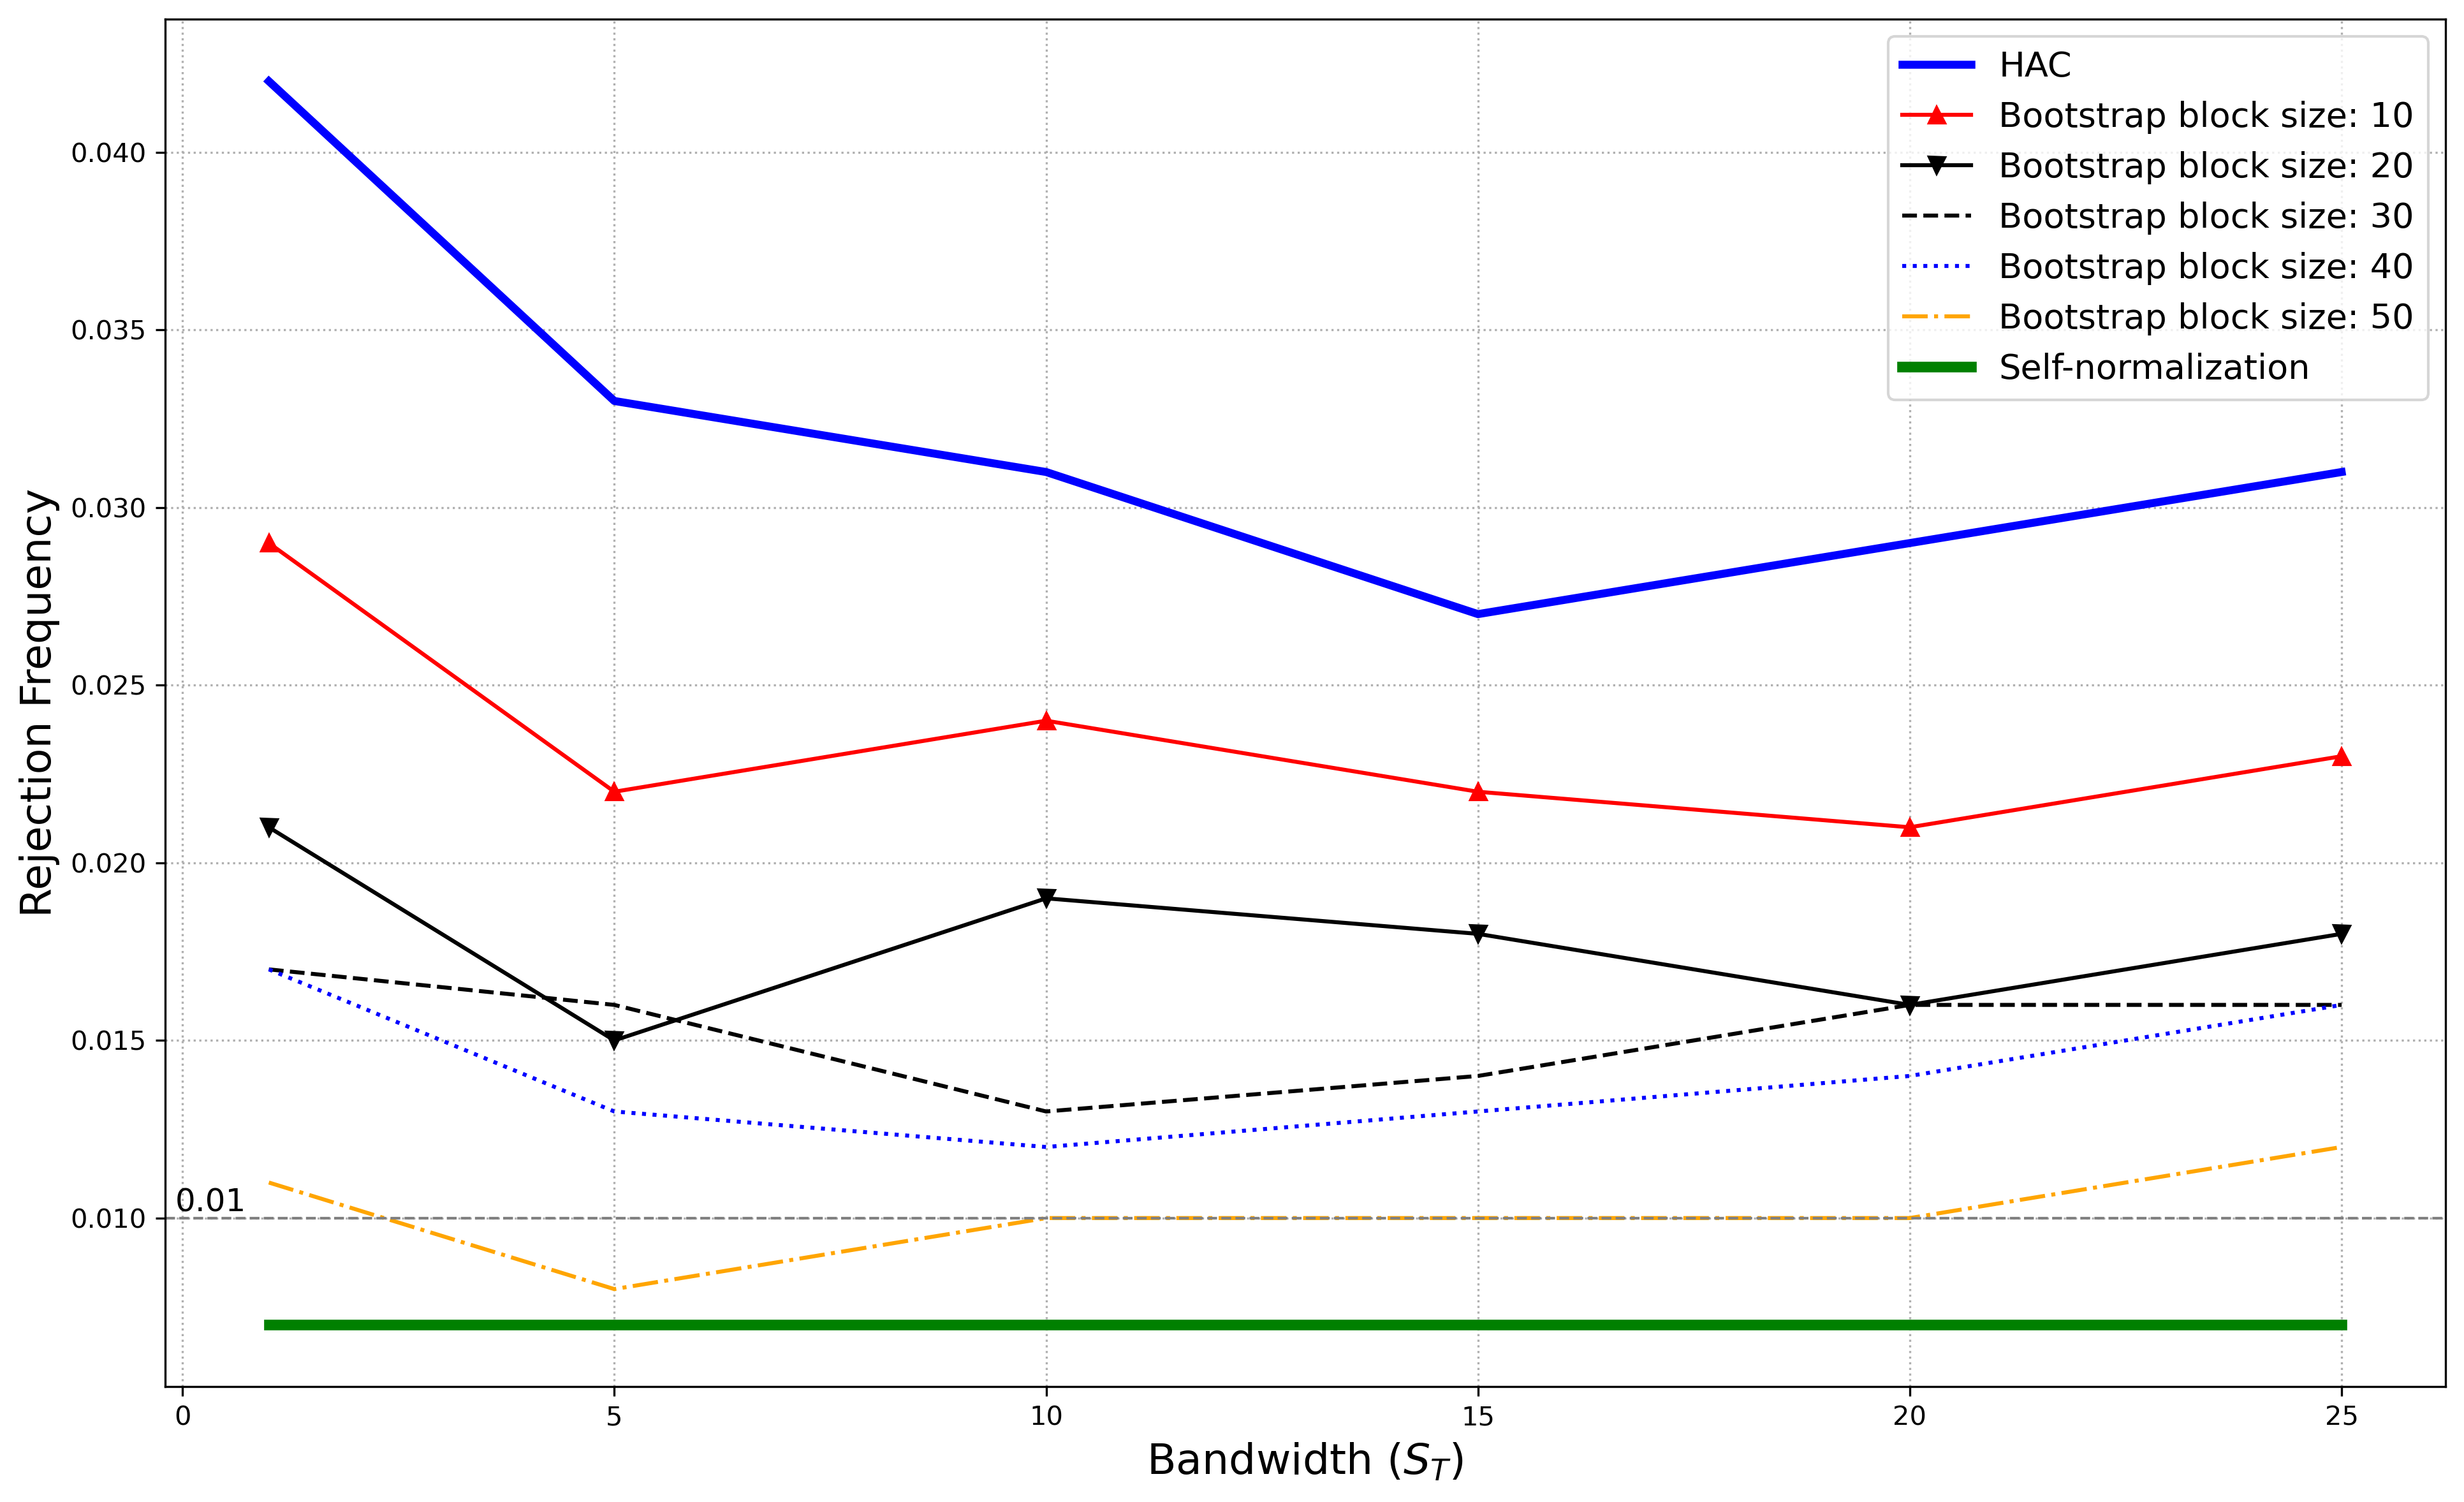 HAC
Bootstrap block size: 10
Bootstrap block size: 20
Bootstrap block size: 30
Bootstrap block size: 40
Bootstrap block size: 50
Self-normalization
Rejection Frequency
0.040
0.035
0.030
0.025
0.020
0.015
0.010
0.01
0 5 10 15 20 25
Bandwidth (S_T)